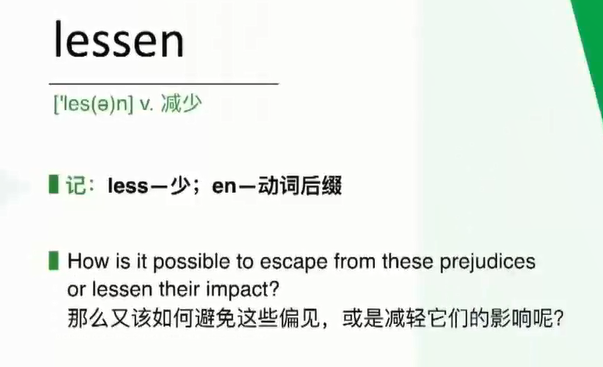 lessen
['les(ə)n] v. 减少
记：less—少；en—动词后缀
How is it possible to escape from these prejudices
or lessen their impact?
那么又该如何避免这些偏见，或是减轻它们的影响呢？